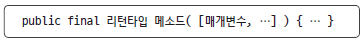 public final 리턴타입 메소드( [매개변수, …] ) { … }